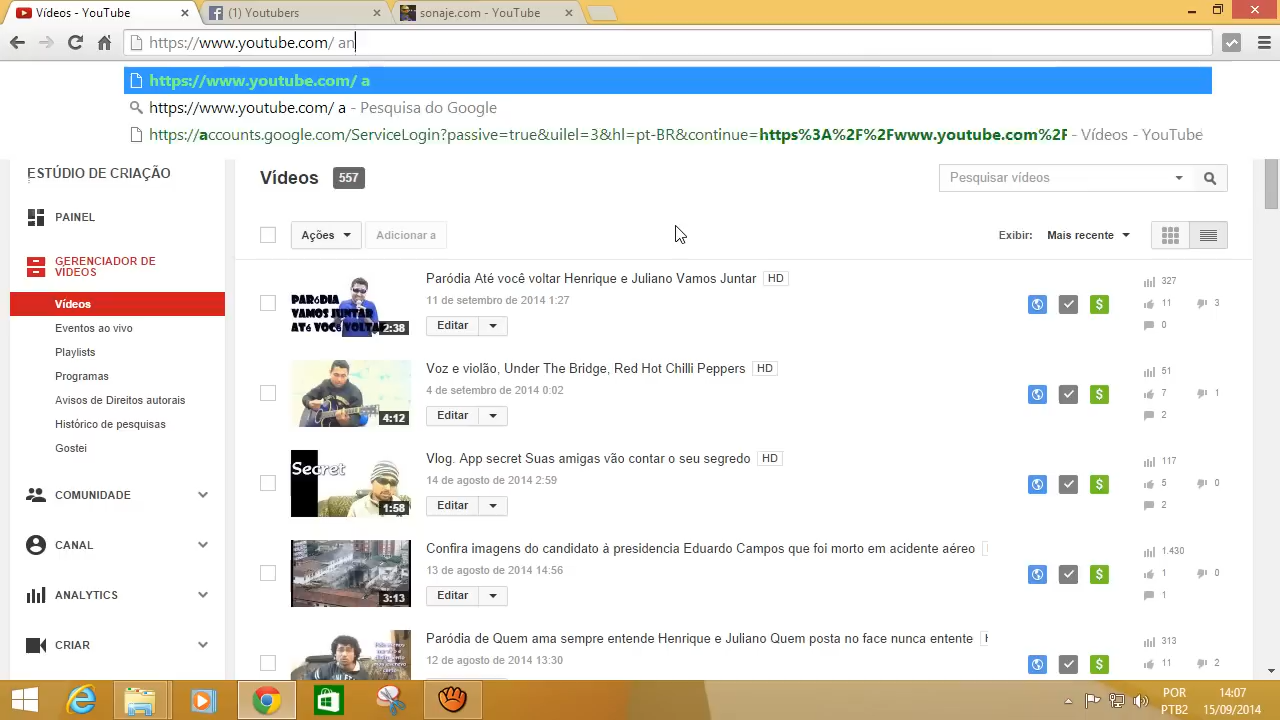 Vídeos - YouTube
(1) Youtubers
sonaje.com - YouTube
https://www.youtube.com/ an
https://www.youtube.com/ a
https://www.youtube.com/ a - Pesquisa do Google
https://accounts.google.com/ServiceLogin?passive=true&uilel=3&hl=pt-BR&continue=https%3A%2F%2Fwww.youtube.com%2F - Vídeos - YouTube
ESTÚDIO DE CRIAÇÃO
PAINEL
GERENCIADOR DE
VÍDEOS
Vídeos
Eventos ao vivo
Playlists
Programas
Avisos de Direitos autorais
Histórico de pesquisas
Gostei
COMUNIDADE
CANAL
ANALYTICS
CRIAR
Vídeos 557
Pesquisar vídeos
Ações
Adicionar a
Exibir: Mais recente
PARóDIA
VAMOS JUNTAR
ATé VOCê VOLTAR
2:38
Paródia Até você voltar Henrique e Juliano Vamos Juntar HD
11 de setembro de 2014 1:27
Editar
$
327
11 3
0
4:12
Voz e violão, Under The Bridge, Red Hot Chilli Peppers HD
4 de setembro de 2014 0:02
Editar
$
51
7 1
2
Secret
1:58
Vlog. App secret Suas amigas vão contar o seu segredo HD
14 de agosto de 2014 2:59
Editar
$
117
5 0
2
3:13
Confira imagens do candidato à presidencia Eduardo Campos que foi morto em acidente aéreo
13 de agosto de 2014 14:56
Editar
$
1.430
1 0
1
Paródia de Quem ama sempre entende Henrique e Juliano Quem posta no face nunca entente
12 de agosto de 2014 13:30
$
313
11 2
POR
PTB2
14:07
15/09/2014